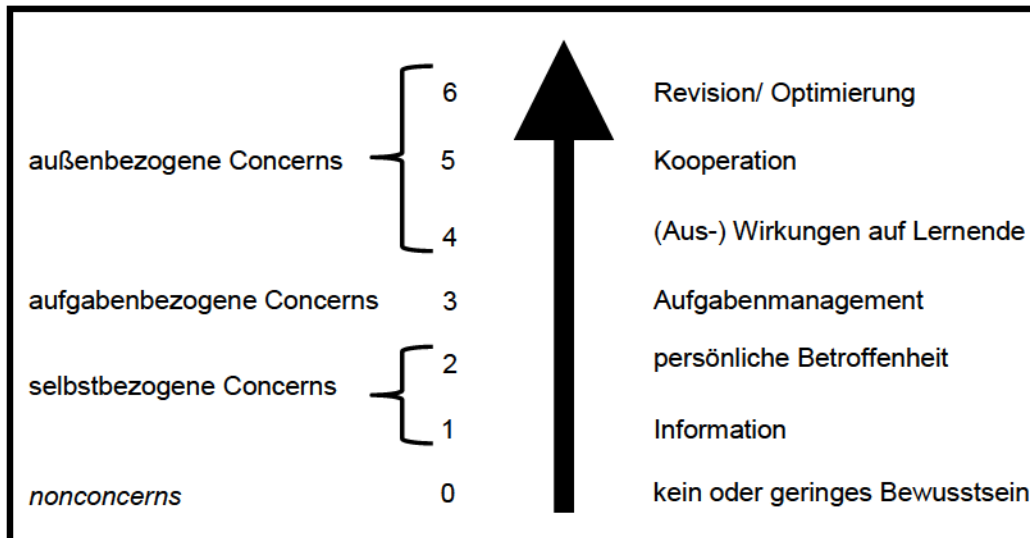 6 Revision/ Optimierung
außenbezogene Concerns 5 Kooperation
4 (Aus-) Wirkungen auf Lernende
aufgabenbezogene Concerns 3 Aufgabenmanagement
2 persönliche Betroffenheit
selbstbezogene Concerns
1 Information
nonconcerns 0 kein oder geringes Bewusstsein